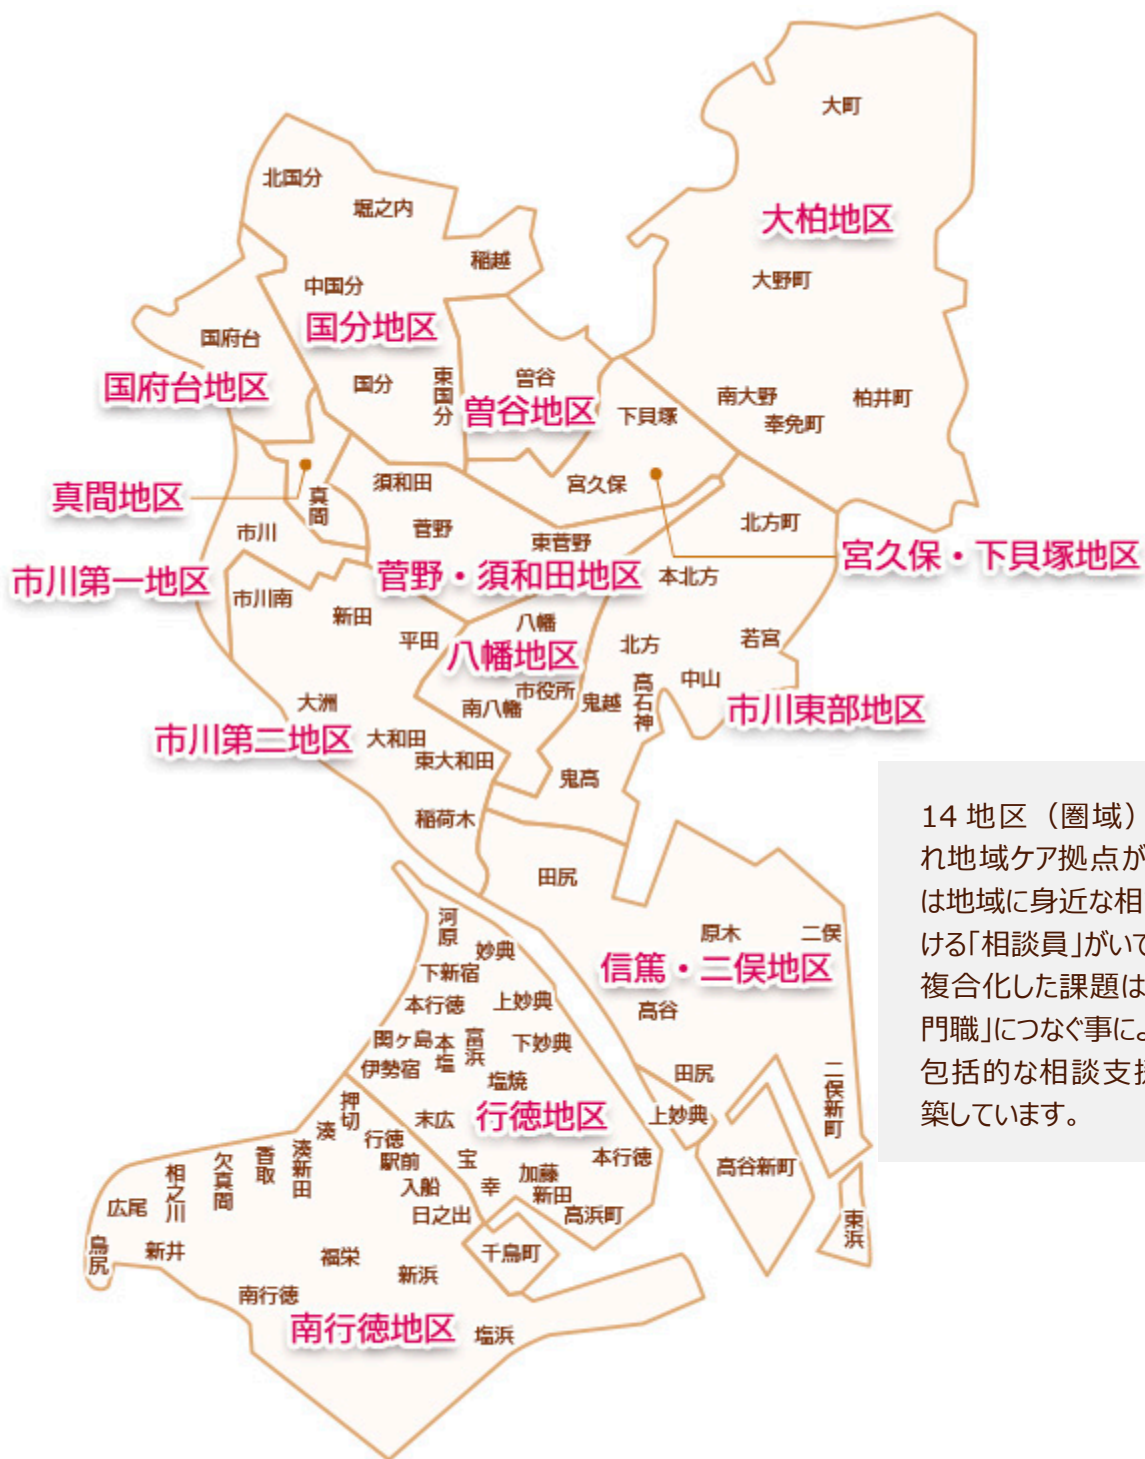 大町
大柏地区
大野町
南大野
奉免町
柏井町
北国分
堀之内
稲越
中国分
国分地区
国分
東国分
国府台
国府台地区
曽谷
曽谷地区
下貝塚
宮久保
宮久保・下貝塚地区
真間地区
真間
須和田
菅野
東菅野
菅野・須和田地区
市川
市川第一地区
市川南
新田
平田
大洲
市川第二地区
大和田
東大和田
稲荷木
八幡
八幡地区
市役所
南八幡
北方町
本北方
北方
若宮
中山
高石神
鬼越
鬼高
市川東部地区
14 地区（圏域）
れ地域ケア拠点が
は地域に身近な相
ける「相談員」がいて
複合化した課題は
門職」につなぐ事によ
包括的な相談支援
築しています。
田尻
原木
二俣
信篤・二俣地区
高谷
田尻
上妙典
高谷新町
二俣新町
東浜
河原
妙典
下新宿
本行徳
上妙典
関ヶ島
本塩
富浜
下妙典
伊勢宿
塩焼
末広
行徳地区
宝
幸
加藤
新田
本行徳
高浜町
千鳥町
押切
湊
行徳
駅前
湊新田
香取
欠真間
相之川
広尾
島尻
新井
入船
日之出
福栄
新浜
南行徳
南行徳地区
塩浜